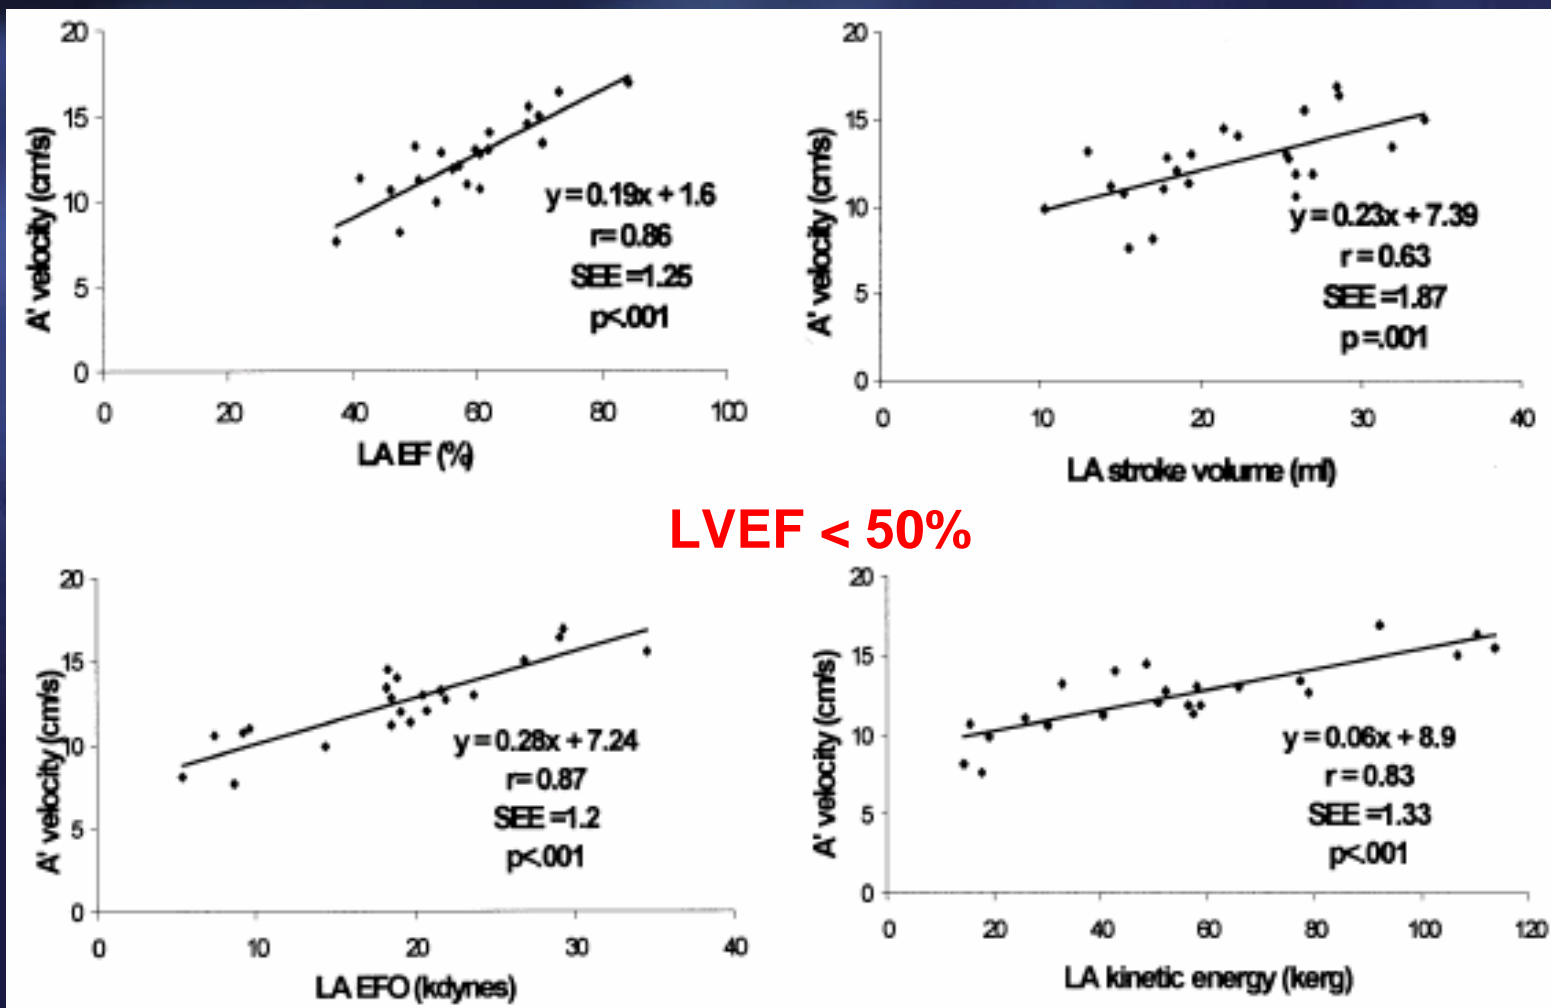 20
15
10
5
0
A' velocity (cm/s)
y = 0.19x + 1.6
r= 0.86
SEE =1.25
p<.001
0 20 40 60 80 100
LA EF (%)
20
15
10
5
0
A' velocity (cm/s)
y = 0.23x + 7.39
r = 0.63
SEE =1.87
p =.001
0 10 20 30 40
LA stroke volume (ml)
LVEF < 50%
20
15
10
5
0
A' velocity (cm/s)
y = 0.28x + 7.24
r= 0.87
SEE =1.2
p<.001
0 10 20 30 40
LA EFO (kdynes)
20
15
10
5
0
A' velocity (cm/s)
y = 0.06x + 8.9
r = 0.83
SEE =1.33
p<.001
0 20 40 60 80 100 120
LA kinetic energy (kerg)